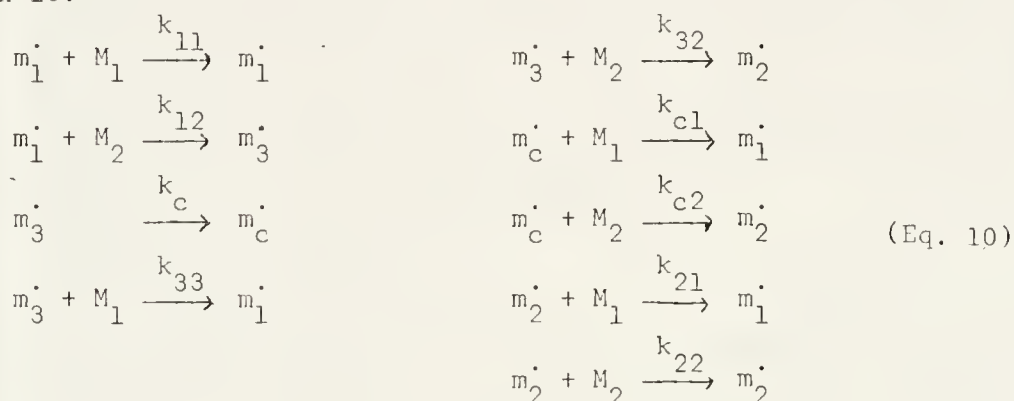 m₁˙ + M₁ —k₁₁→ m₁˙
m₁˙ + M₂ —k₁₂→ m₃˙
m₃˙ —k_c→ m_c˙
m₃˙ + M₁ —k₃₃→ m₁˙
m₃˙ + M₂ —k₃₂→ m₂˙
m_c˙ + M₁ —k_c1→ m₁˙
m_c˙ + M₂ —k_c2→ m₂˙
(Eq. 10)
m₂˙ + M₁ —k₂₁→ m₁˙
m₂˙ + M₂ —k₂₂→ m₂˙